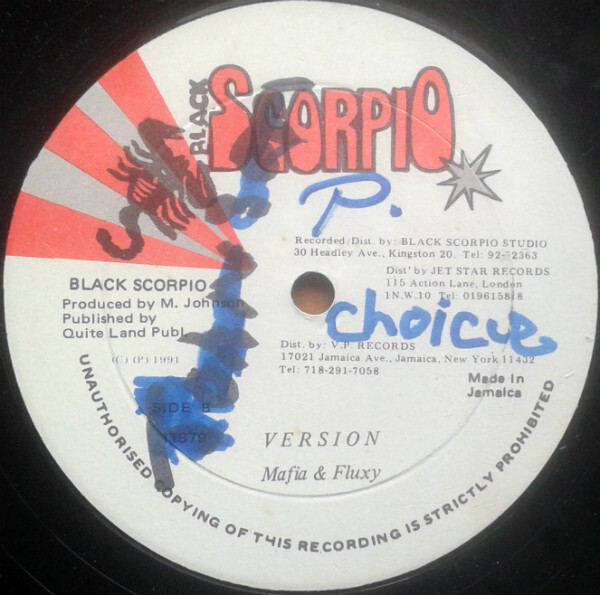 BLACK
SCORPIO
P.
Recorded/Dist. by: BLACK SCORPIO STUDIO
30 Headley Ave., Kingston 20. Tel: 92- 2363
Dist' by JET STAR RECORDS
115 Action Lane, London
1N.W.10 Tel: 0196158 8
BLACK SCORPIO
Produced by M. Johnson
Published by
Quite Land Publ.
choice
Dist. by: V.P. RECORDS
17021 Jamaica Ave., Jamaica, New York 11432
Tel: 718-291-7058
(C) (P) 1991
Made In
Jamaica
SIDE B
VERSION
Mafia & Fluxy
UNAUTHORISED COPYING OF THIS RECORDING IS STRICTLY PROHIBITED